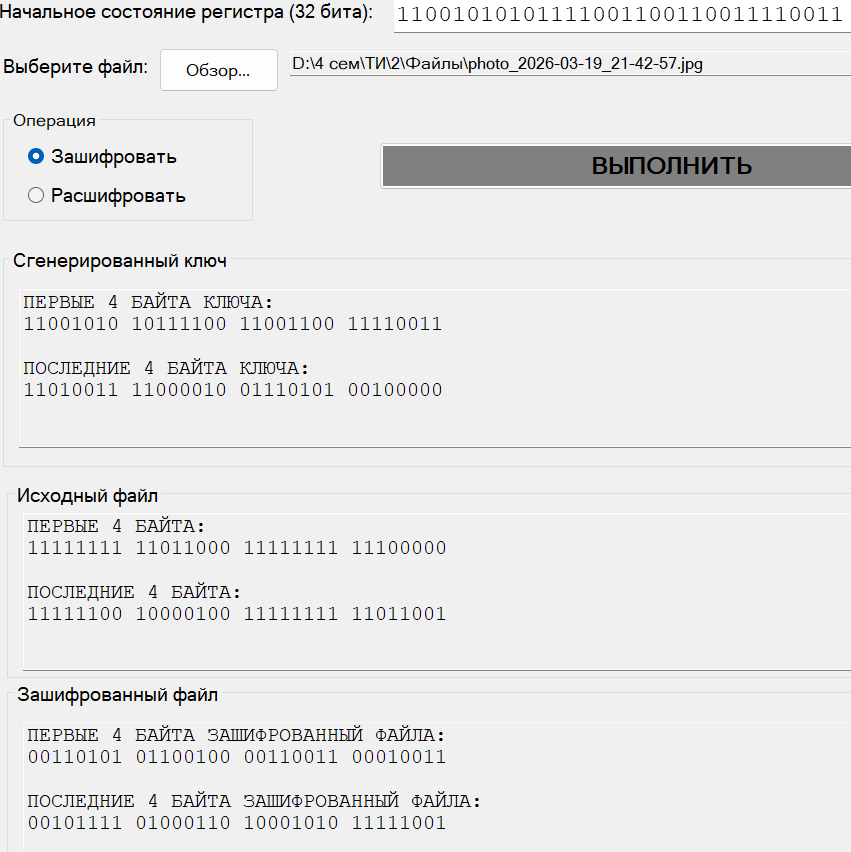 Начальное состояние регистра (32 бита): 11001010101111001100110011110011
Выберите файл: Обзор... D:\4 сем\ТИ\2\Файлы\photo_2026-03-19_21-42-57.jpg
Операция
Зашифровать
Расшифровать
ВЫПОЛНИТЬ
Сгенерированный ключ
ПЕРВЫЕ 4 БАЙТА КЛЮЧА:
11001010 10111100 11001100 11110011
ПОСЛЕДНИЕ 4 БАЙТА КЛЮЧА:
11010011 11000010 01110101 00100000
Исходный файл
ПЕРВЫЕ 4 БАЙТА:
11111111 11011000 11111111 11100000
ПОСЛЕДНИЕ 4 БАЙТА:
11111100 10000100 11111111 11011001
Зашифрованный файл
ПЕРВЫЕ 4 БАЙТА ЗАШИФРОВАННЫЙ ФАЙЛА:
00110101 01100100 00110011 00010011
ПОСЛЕДНИЕ 4 БАЙТА ЗАШИФРОВАННЫЙ ФАЙЛА:
00101111 01000110 10001010 11111001